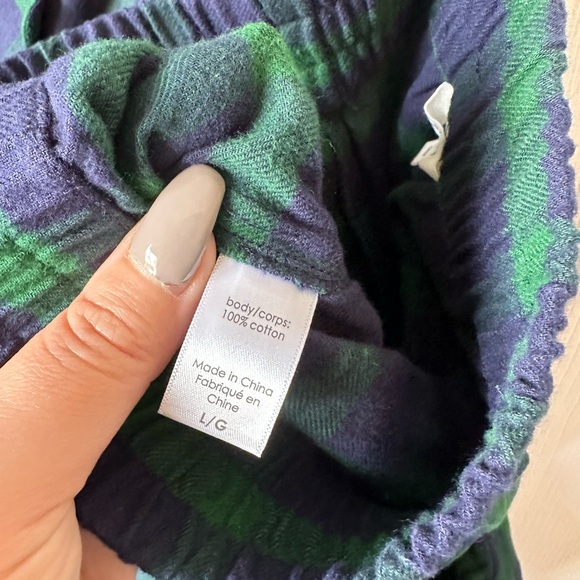 body/corps:
100% cotton
Made in China
Fabriqué en
Chine
L/G